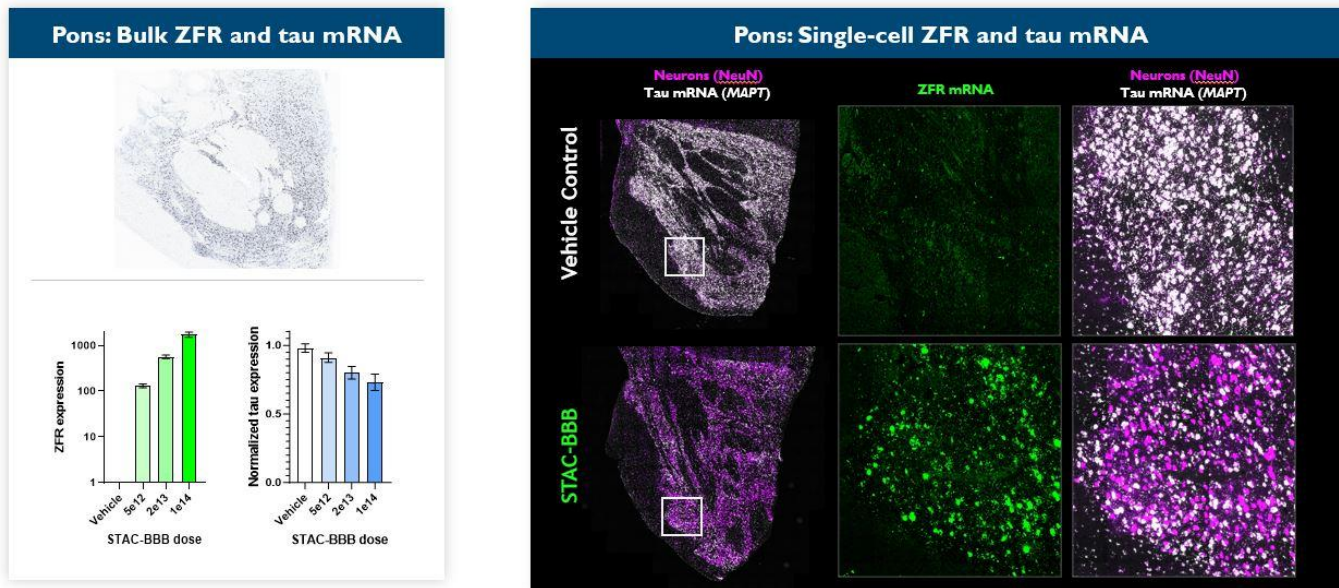 Pons: Bulk ZFR and tau mRNA
1000
100
10
1
ZFR expression
Vehicle
5e12
2e13
1e14
STAC-BBB dose
1.0
0.5
0.0
Normalized tau expression
Vehicle
5e12
2e13
1e14
STAC-BBB dose
Pons: Single-cell ZFR and tau mRNA
Neurons (NeuN)
Tau mRNA (MAPT)
ZFR mRNA
Neurons (NeuN)
Tau mRNA (MAPT)
Vehicle Control
STAC-BBB